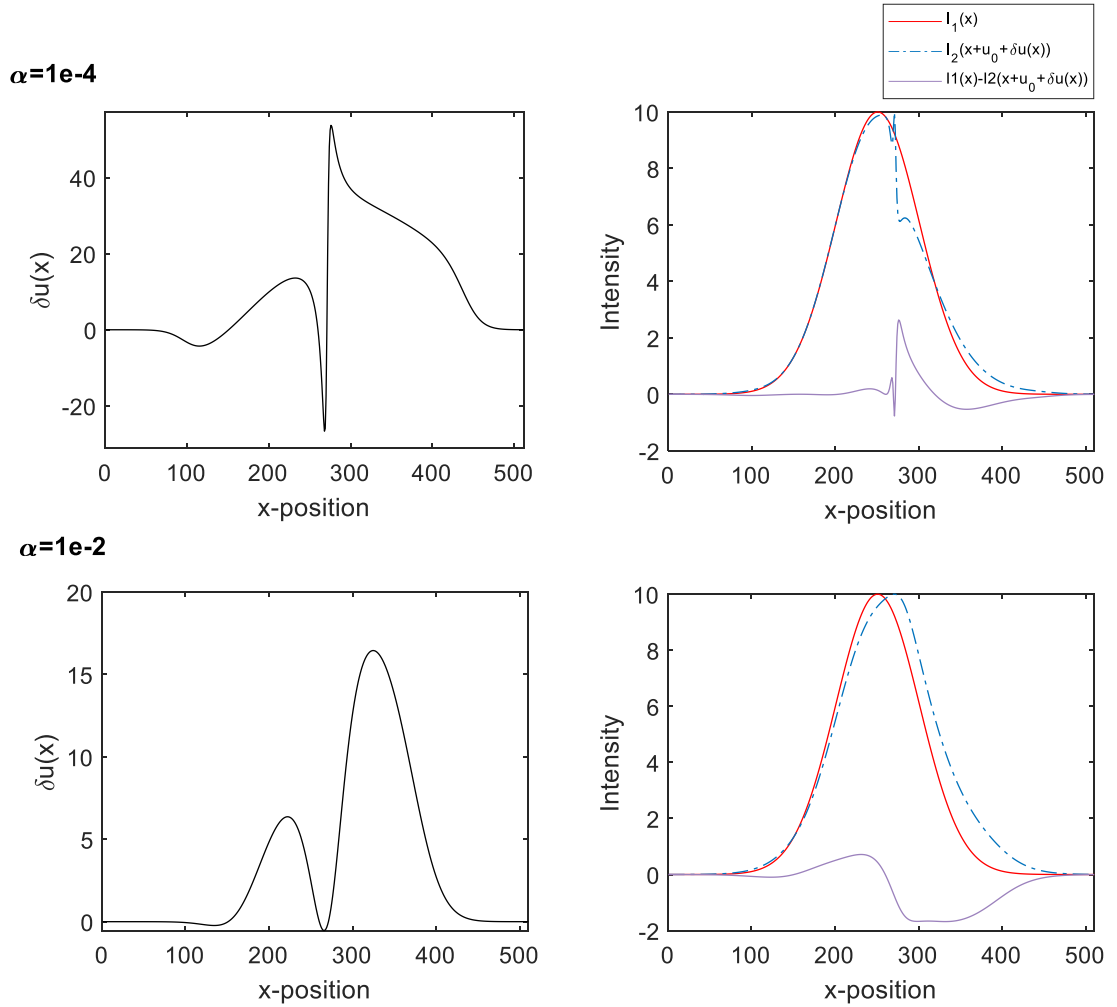 I₁(x)
I₂(x+u₀+δu(x))
I1(x)-I2(x+u₀+δu(x))
α=1e-4
40
20
0
-20
δu(x)
0 100 200 300 400 500
x-position
10
8
6
4
2
0
-2
Intensity
0 100 200 300 400 500
x-position
α=1e-2
20
15
10
5
0
δu(x)
0 100 200 300 400 500
x-position
10
8
6
4
2
0
-2
Intensity
0 100 200 300 400 500
x-position